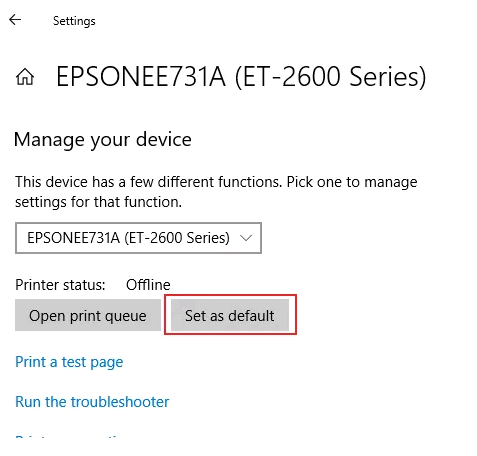 Settings
EPSONEE731A (ET-2600 Series)
Manage your device
This device has a few different functions. Pick one to manage
settings for that function.
EPSONEE731A (ET-2600 Series)
Printer status: Offline
Open print queue Set as default
Print a test page
Run the troubleshooter